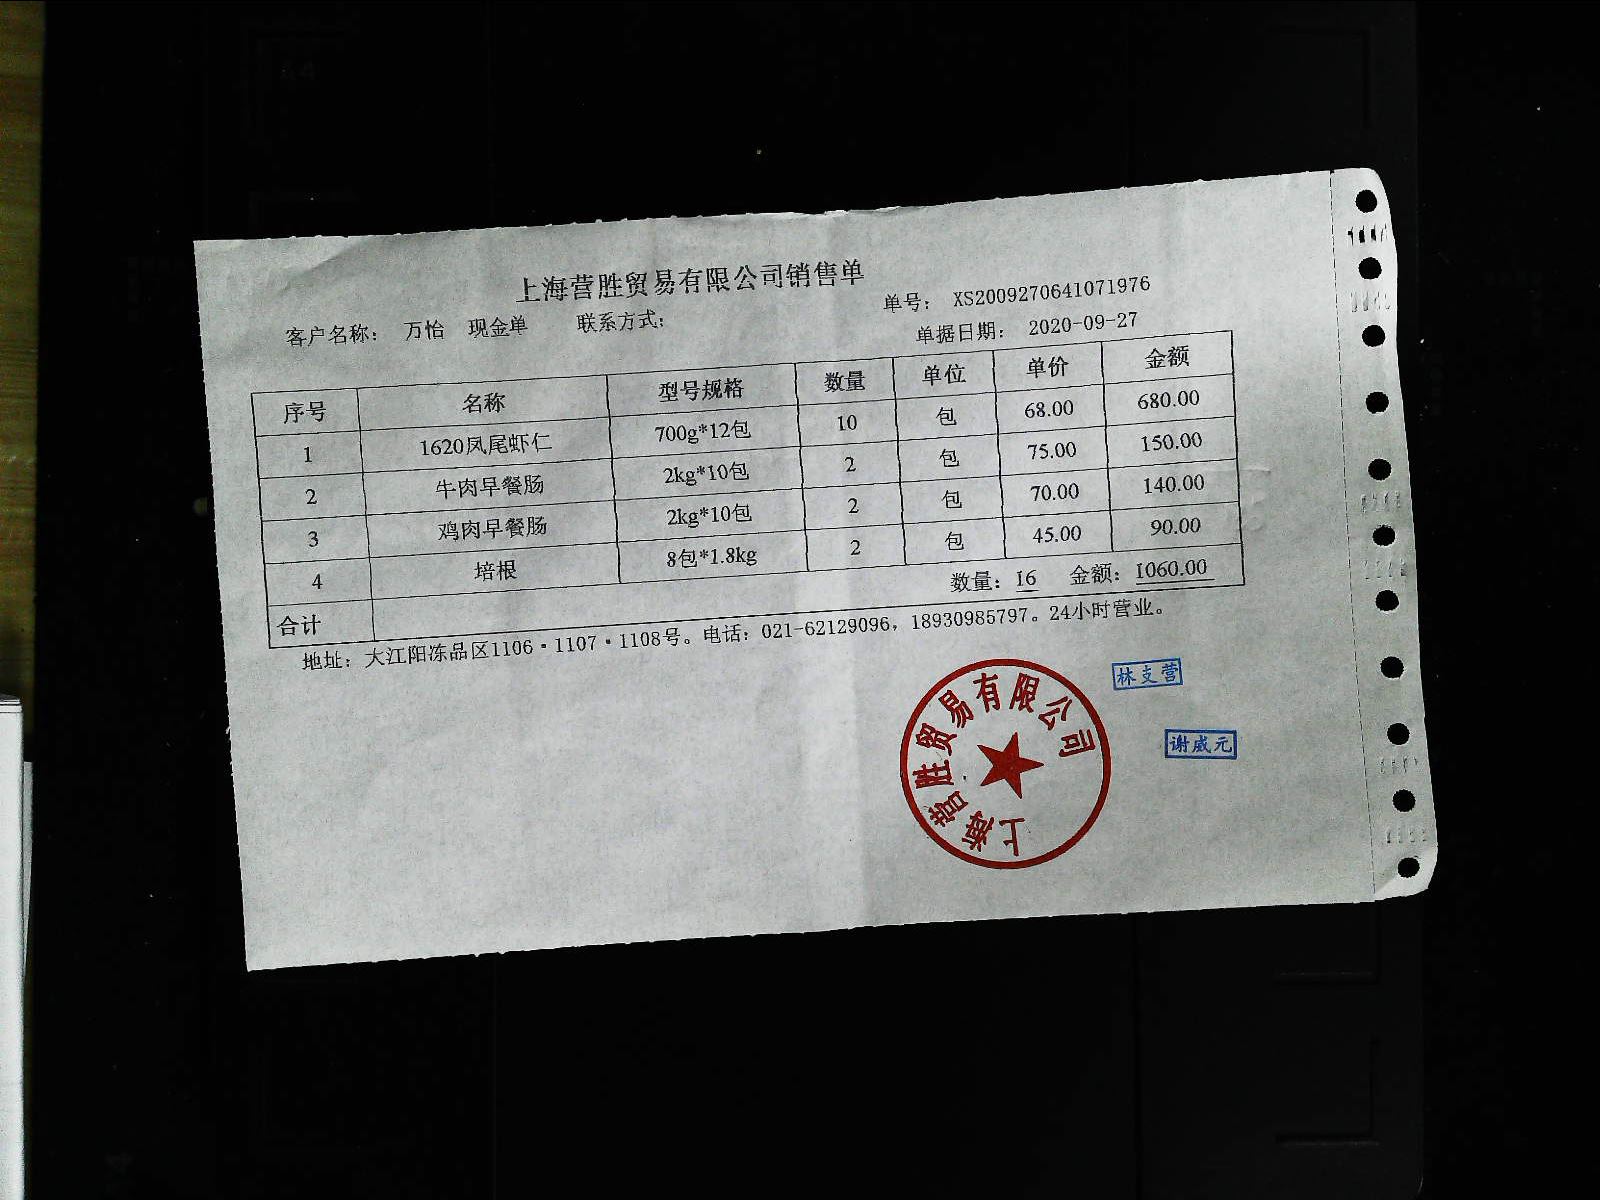 上海营胜贸易有限公司销售单
单号： XS2009270641071976
客户名称： 万怡 现金单 联系方式： 单据日期： 2020-09-27
序号 名称 型号规格 数量 单位 单价 金额
1 1620凤尾虾仁 700g*12包 10 包 68.00 680.00
2 牛肉早餐肠 2kg*10包 2 包 75.00 150.00
3 鸡肉早餐肠 2kg*10包 2 包 70.00 140.00
4 培根 8包*1.8kg 2 包 45.00 90.00
合计 数量：16 金额：1060.00
地址：大江阳冻品区1106·1107·1108号。电话：021-62129096，18930985797。24小时营业。
上海营胜贸易有限公司
林支营
谢威元